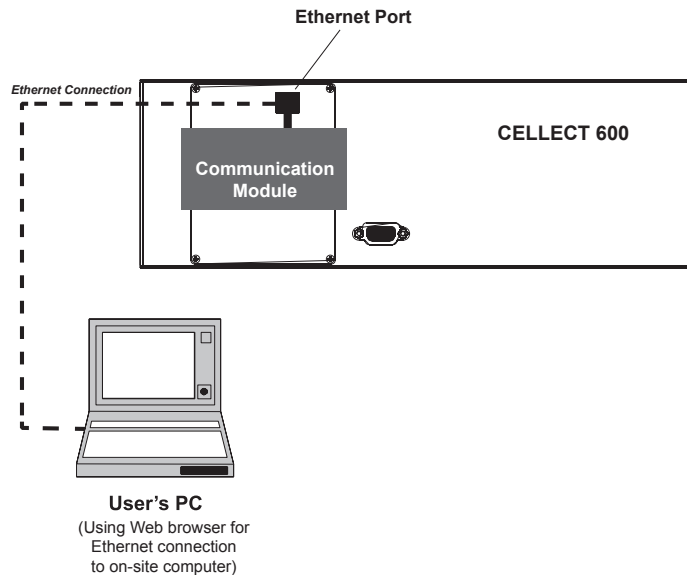 Ethernet Port
Ethernet Connection
CELLECT 600
Communication
Module
User's PC
(Using Web browser for
Ethernet connection
to on-site computer)